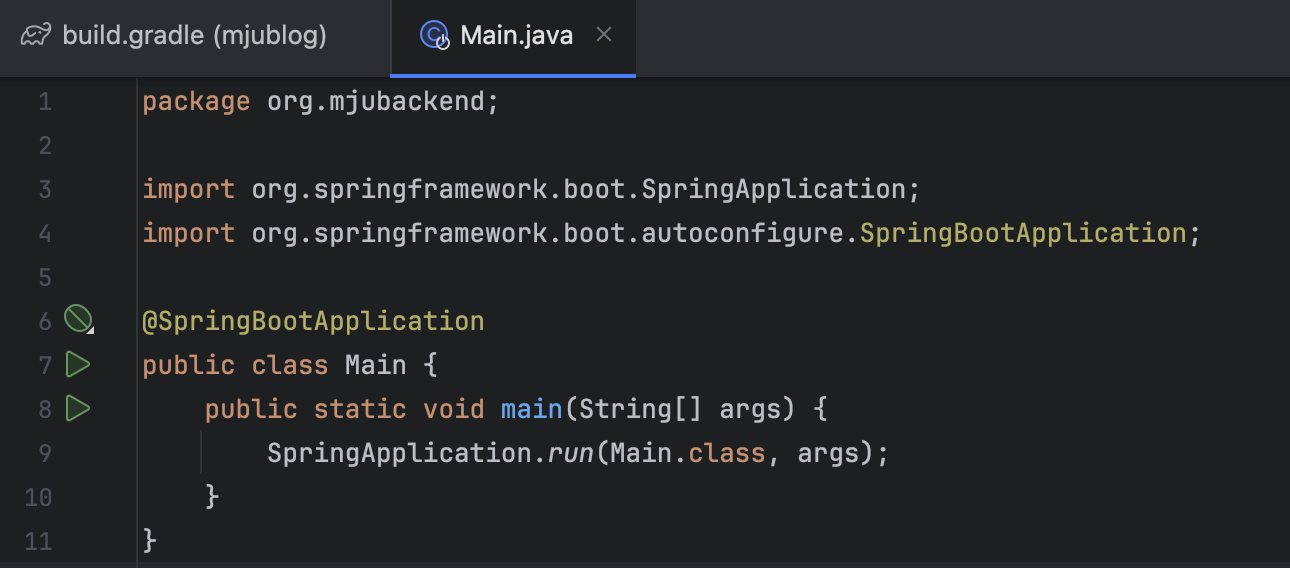 build.gradle (mjublog)
Main.java
1 package org.mjubackend;
2
3 import org.springframework.boot.SpringApplication;
4 import org.springframework.boot.autoconfigure.SpringBootApplication;
5
6 @SpringBootApplication
7 public class Main {
8     public static void main(String[] args) {
9         SpringApplication.run(Main.class, args);
10     }
11 }